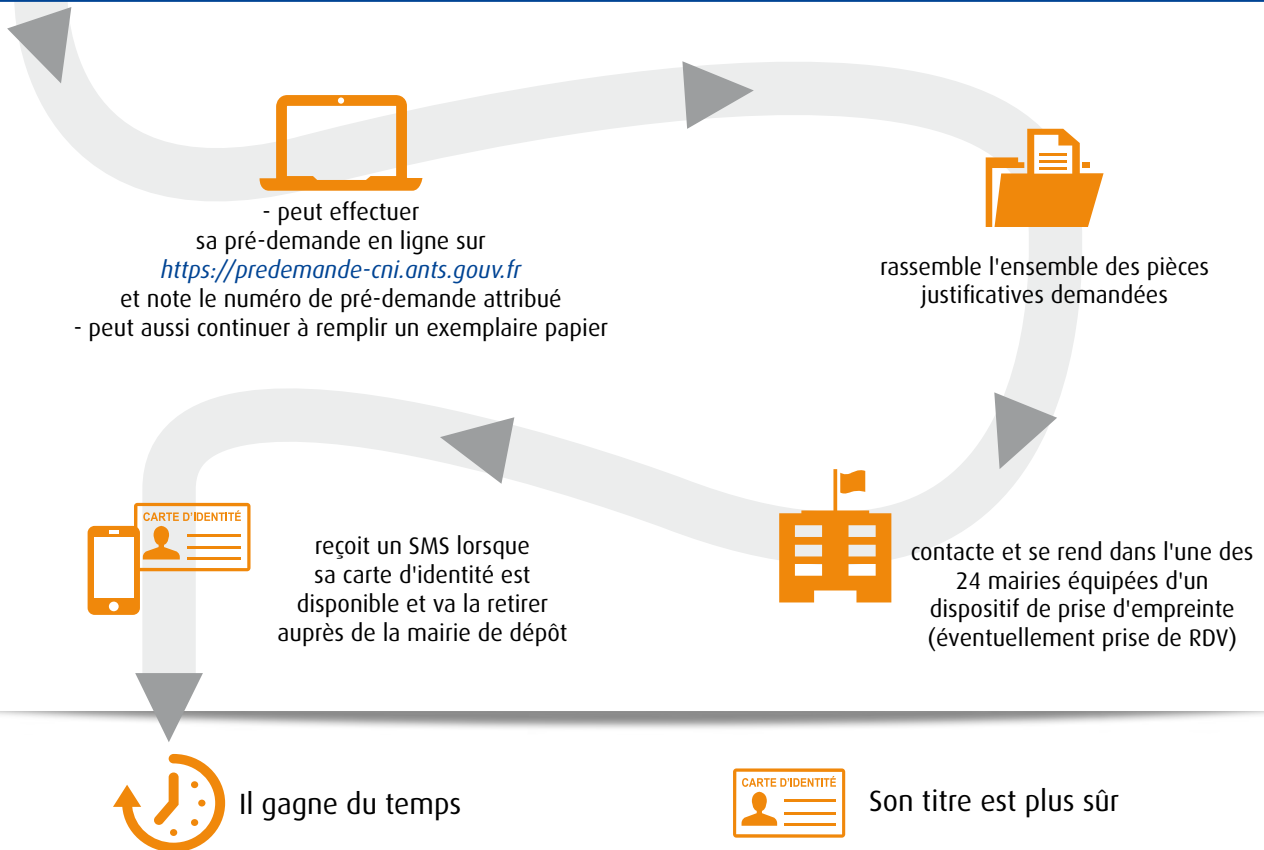 - peut effectuer
sa pré-demande en ligne sur
https://predemande-cni.ants.gouv.fr
et note le numéro de pré-demande attribué
- peut aussi continuer à remplir un exemplaire papier
rassemble l'ensemble des pièces
justificatives demandées
contacte et se rend dans l'une des
24 mairies équipées d'un
dispositif de prise d'empreinte
(éventuellement prise de RDV)
CARTE D'IDENTITÉ
reçoit un SMS lorsque
sa carte d'identité est
disponible et va la retirer
auprès de la mairie de dépôt
Il gagne du temps
CARTE D'IDENTITÉ
Son titre est plus sûr